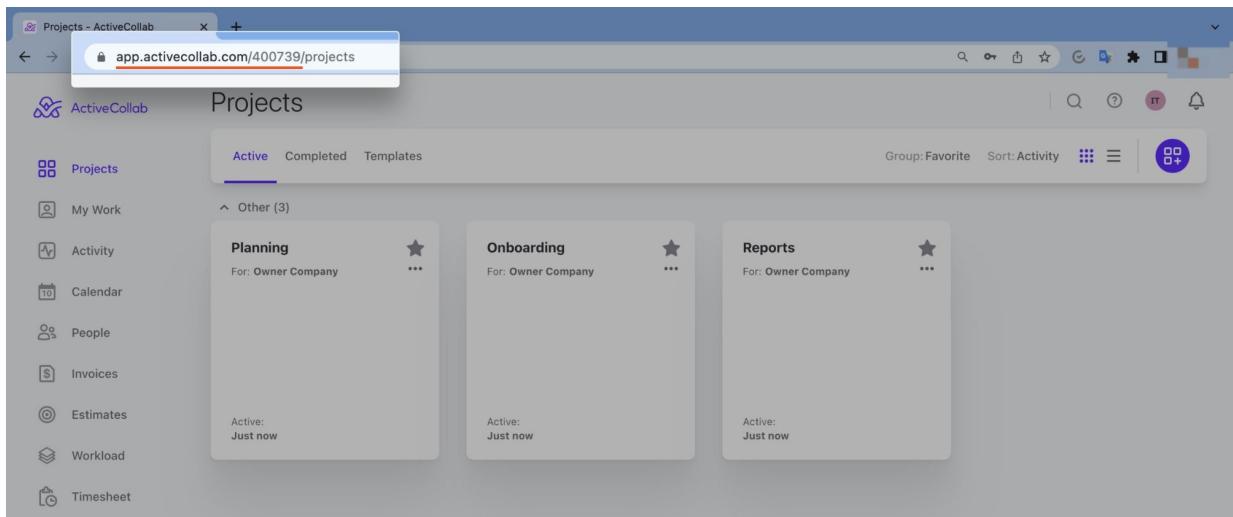 Projects - ActiveCollab
app.activecollab.com/400739/projects
ActiveCollab
Projects
IT
Active Completed Templates
Group: Favorite Sort: Activity
Projects
My Work
Activity
10
Calendar
People
Invoices
Estimates
Workload
Timesheet
Other (3)
Planning
For: Owner Company
Active:
Just now
Onboarding
For: Owner Company
Active:
Just now
Reports
For: Owner Company
Active:
Just now